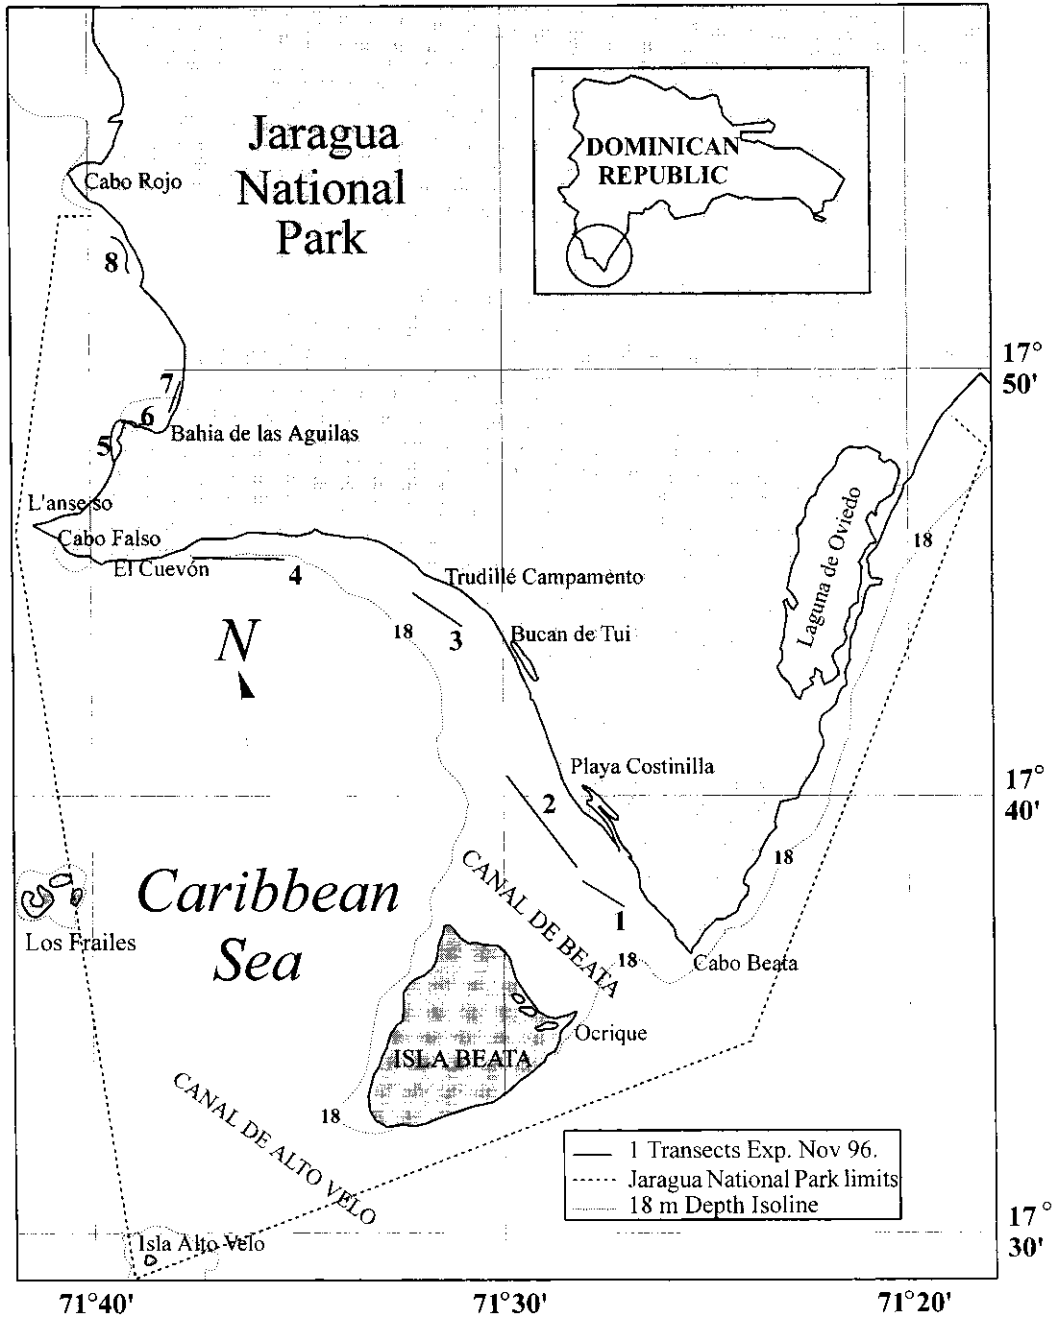 Jaragua
National
Park
DOMINICAN
REPUBLIC
Cabo Rojo
8
17°
50'
7
6
5
Bahia de las Aguilas
L'anse so
Cabo Falso
El Cuevón
4
Laguna de Oviedo
18
Trudillé Campamento
18
3
Bucan de Tui
N
Playa Costinilla
17°
40'
2
18
Caribbean
Sea
CANAL DE BEATA
1
Los Frailes
18
Cabo Beata
Ocrique
ISLA BEATA
18
CANAL DE ALTO VELO
1 Transects Exp. Nov 96.
Jaragua National Park limits
18 m Depth Isoline
17°
30'
Isla Alto Velo
71°40'
71°30'
71°20'